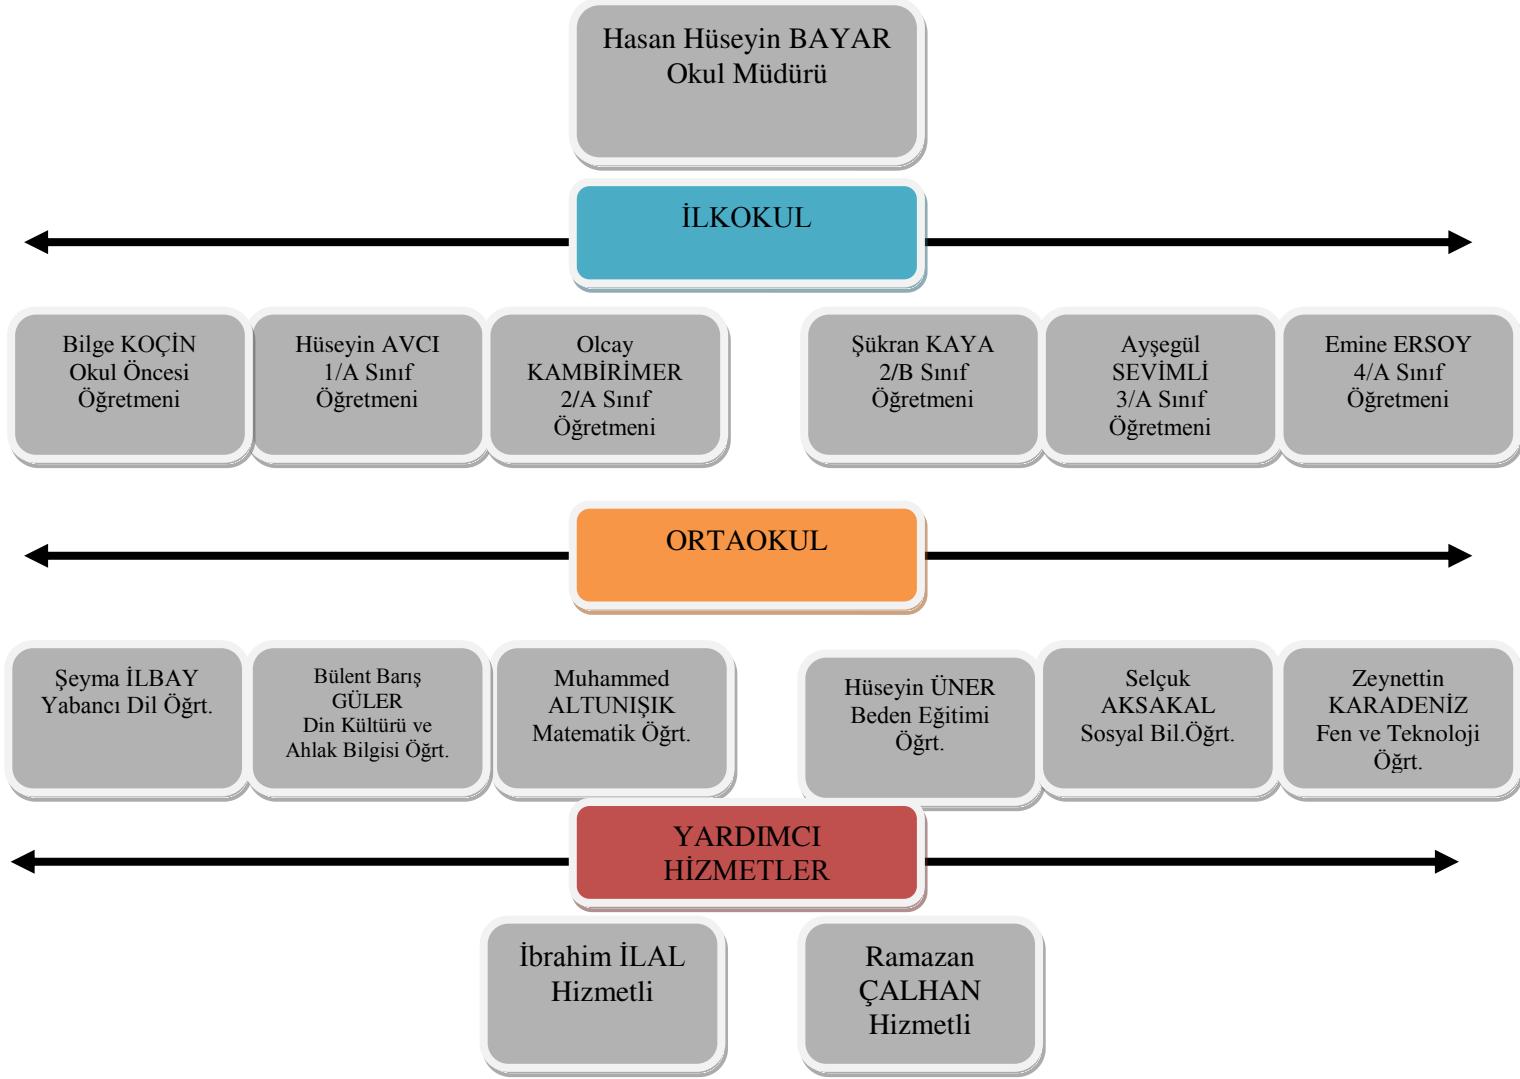 Hasan Hüseyin BAYAR
Okul Müdürü
İLKOKUL
Bilge KOÇİN
Okul Öncesi
Öğretmeni
Hüseyin AVCI
1/A Sınıf
Öğretmeni
Olcay
KAMBİRİMER
2/A Sınıf
Öğretmeni
Şükran KAYA
2/B Sınıf
Öğretmeni
Ayşegül
SEVİMLİ
3/A Sınıf
Öğretmeni
Emine ERSOY
4/A Sınıf
Öğretmeni
ORTAOKUL
Şeyma İLBAY
Yabancı Dil Öğrt.
Bülent Barış
GÜLER
Din Kültürü ve
Ahlak Bilgisi Öğrt.
Muhammed
ALTUNIŞIK
Matematik Öğrt.
Hüseyin ÜNER
Beden Eğitimi
Öğrt.
Selçuk
AKSAKAL
Sosyal Bil.Öğrt.
Zeynettin
KARADENİZ
Fen ve Teknoloji
Öğrt.
YARDIMCI
HİZMETLER
İbrahim İLAL
Hizmetli
Ramazan
ÇALHAN
Hizmetli